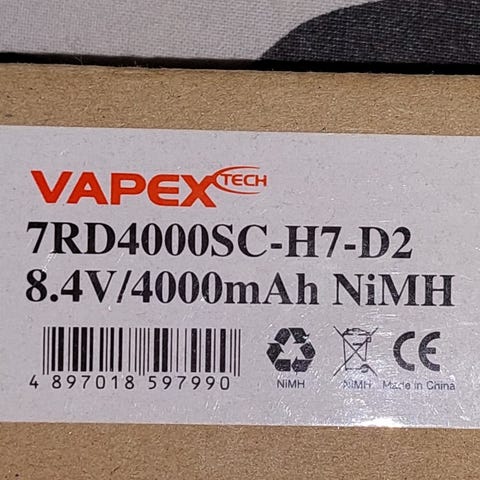 VAPEX TECH
7RD4000SC-H7-D2
8.4V/4000mAh NiMH
4 897018 597990
NiMH NiMH Made in China